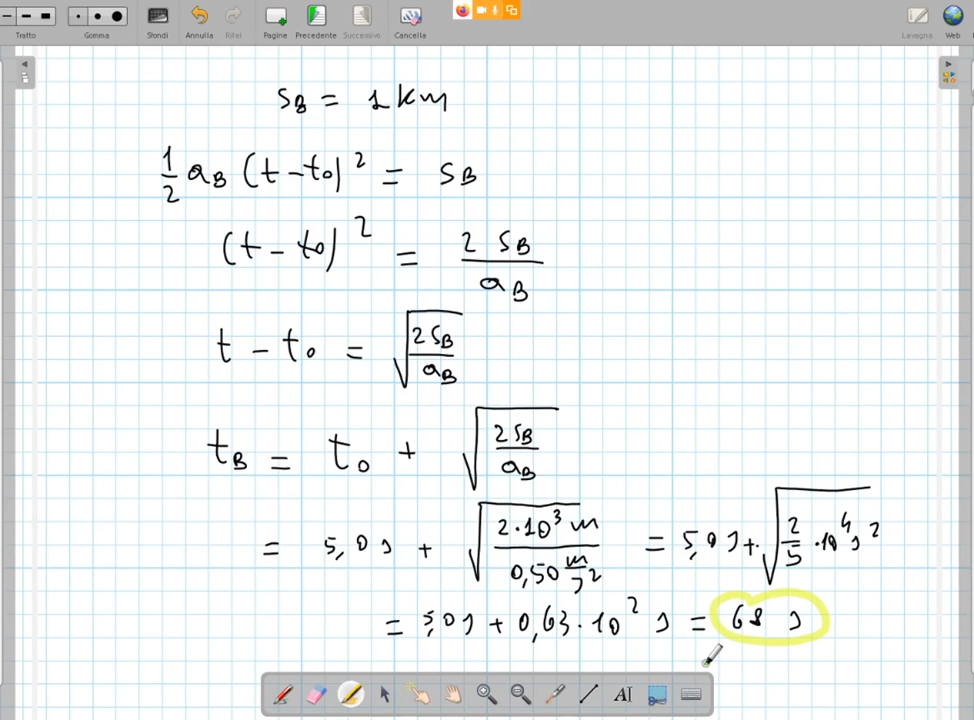 Tratto Gomma Sfondi Annulla Rifai Pagine Precedente Successivo Cancella Lavagna Web
s_B = 1 km
1/2 a_B (t - t_0)^2 = s_B
(t - t_0)^2 = 2 s_B / a_B
t - t_0 = √(2 s_B / a_B)
t_B = t_0 + √(2 s_B / a_B)
= 5,0 s + √(2·10^3 m / 0,50 m/s^2) = 5,0 s + √(2/5 · 10^4 s^2)
= 5,0 s + 0,63 · 10^2 s = 68 s
AI